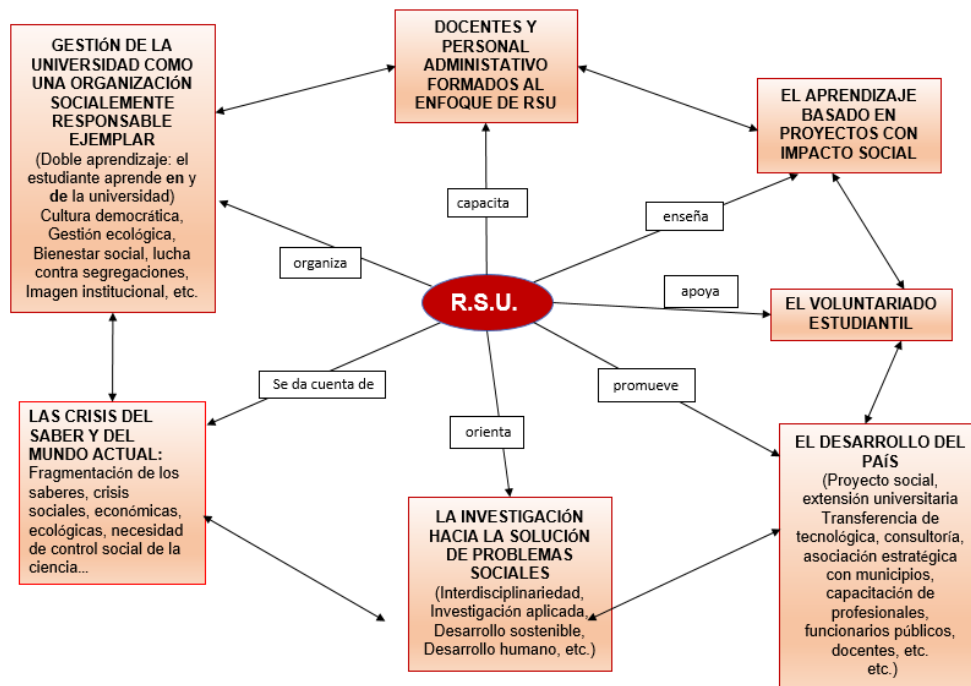 GESTIÓN DE LA
UNIVERSIDAD COMO
UNA ORGANIZACIÓN
SOCIALEMENTE
RESPONSABLE
EJEMPLAR
(Doble aprendizaje: el
estudiante aprende en y
de la universidad)
Cultura democrática,
Gestión ecológica,
Bienestar social, lucha
contra segregaciones,
Imagen institucional, etc.
DOCENTES Y
PERSONAL
ADMINISTATIVO
FORMADOS AL
ENFOQUE DE RSU
EL APRENDIZAJE
BASADO EN
PROYECTOS CON
IMPACTO SOCIAL
capacita
enseña
organiza
R.S.U.
apoya
EL VOLUNTARIADO
ESTUDIANTIL
Se da cuenta de
promueve
orienta
LAS CRISIS DEL
SABER Y DEL
MUNDO ACTUAL:
Fragmentación de los
saberes, crisis
sociales, económicas,
ecológicas, necesidad
de control social de la
ciencia...
LA INVESTIGACIÓN
HACIA LA SOLUCIÓN
DE PROBLEMAS
SOCIALES
(Interdisciplinariedad,
Investigación aplicada,
Desarrollo sostenible,
Desarrollo humano, etc.)
EL DESARROLLO DEL
PAÍS
(Proyecto social,
extensión universitaria
Transferencia de
tecnológica, consultoría,
asociación estratégica
con municipios,
capacitación de
profesionales,
funcionarios públicos,
docentes, etc.
etc.)